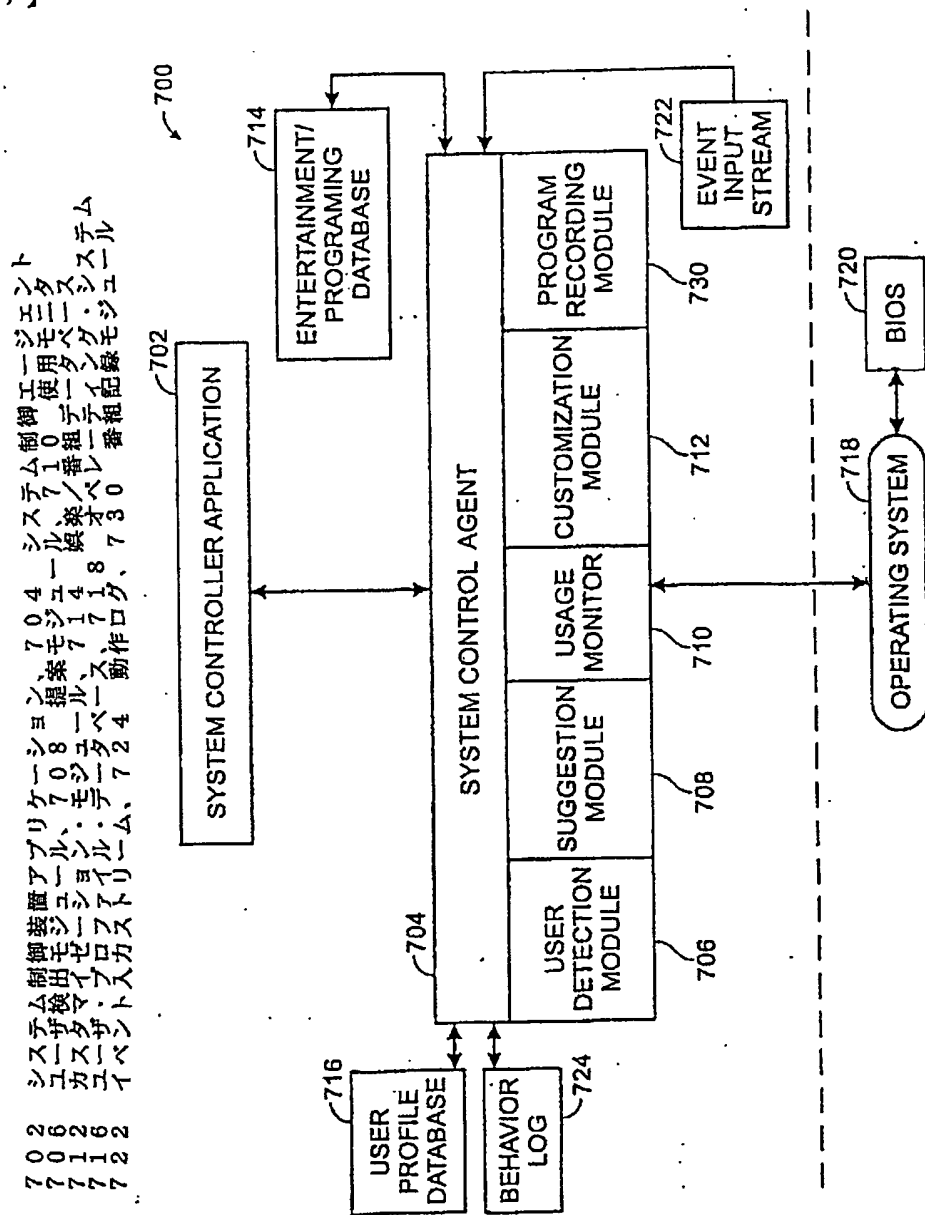 702 システム制御装置アプリケーション、704 システム制御エージェント
706 ユーザ検出モジュール、708 提案モジュール、710 使用モニタ
712 カスタマイゼーション・モジュール、714 娯楽/番組データベース
716 ユーザ・プロファイル・データベース、718 オペレーティング・システム
722 イベント入力ストリーム、724 動作ログ、730 番組記録モジュール
700
702
SYSTEM CONTROLLER APPLICATION
714
ENTERTAINMENT/
PROGRAMING
DATABASE
716
USER
PROFILE
DATABASE
BEHAVIOR
LOG
724
704
SYSTEM CONTROL AGENT
USER
DETECTION
MODULE
706
SUGGESTION
MODULE
708
USAGE
MONITOR
710
CUSTOMIZATION
MODULE
712
PROGRAM
RECORDING
MODULE
730
722
EVENT
INPUT
STREAM
718
OPERATING SYSTEM
720
BIOS